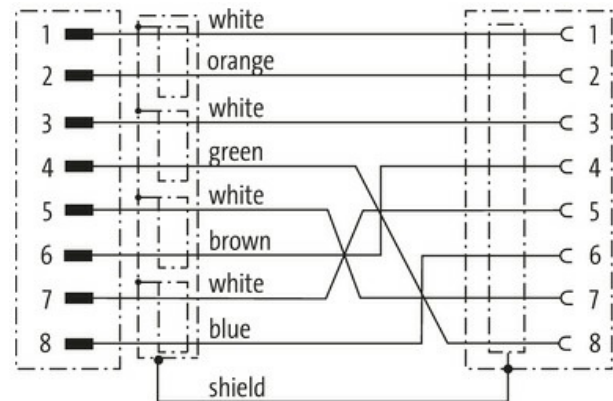 1 white 1
2 orange 2
3 white 3
4 green 4
5 white 5
6 brown 6
7 white 7
8 blue 8
shield